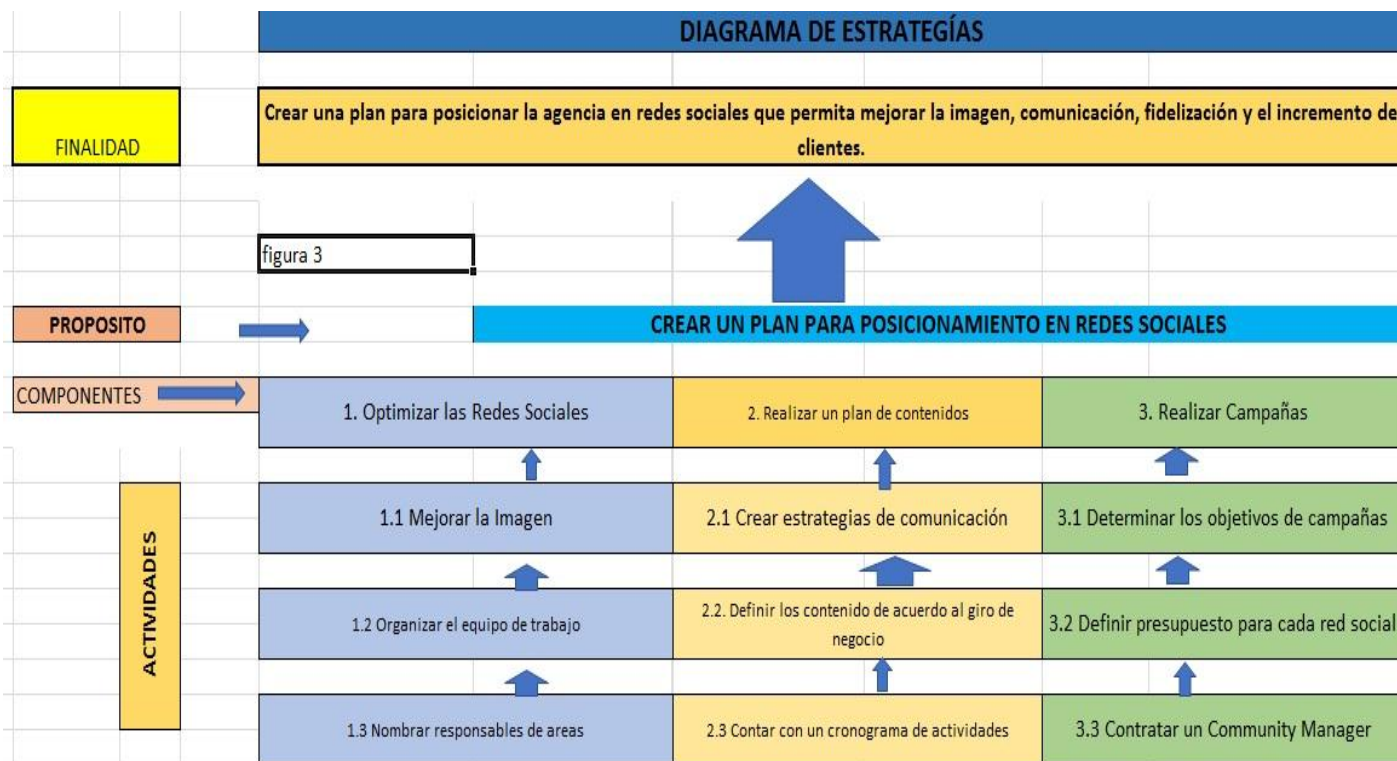 DIAGRAMA DE ESTRATEGÍAS
FINALIDAD
Crear una plan para posicionar la agencia en redes sociales que permita mejorar la imagen, comunicación, fidelización y el incremento de
clientes.
figura 3
PROPOSITO
CREAR UN PLAN PARA POSICIONAMIENTO EN REDES SOCIALES
COMPONENTES
1. Optimizar las Redes Sociales
2. Realizar un plan de contenidos
3. Realizar Campañas
ACTIVIDADES
1.1 Mejorar la Imagen
2.1 Crear estrategias de comunicación
3.1 Determinar los objetivos de campañas
1.2 Organizar el equipo de trabajo
2.2. Definir los contenido de acuerdo al giro de
negocio
3.2 Definir presupuesto para cada red social
1.3 Nombrar responsables de areas
2.3 Contar con un cronograma de actividades
3.3 Contratar un Community Manager